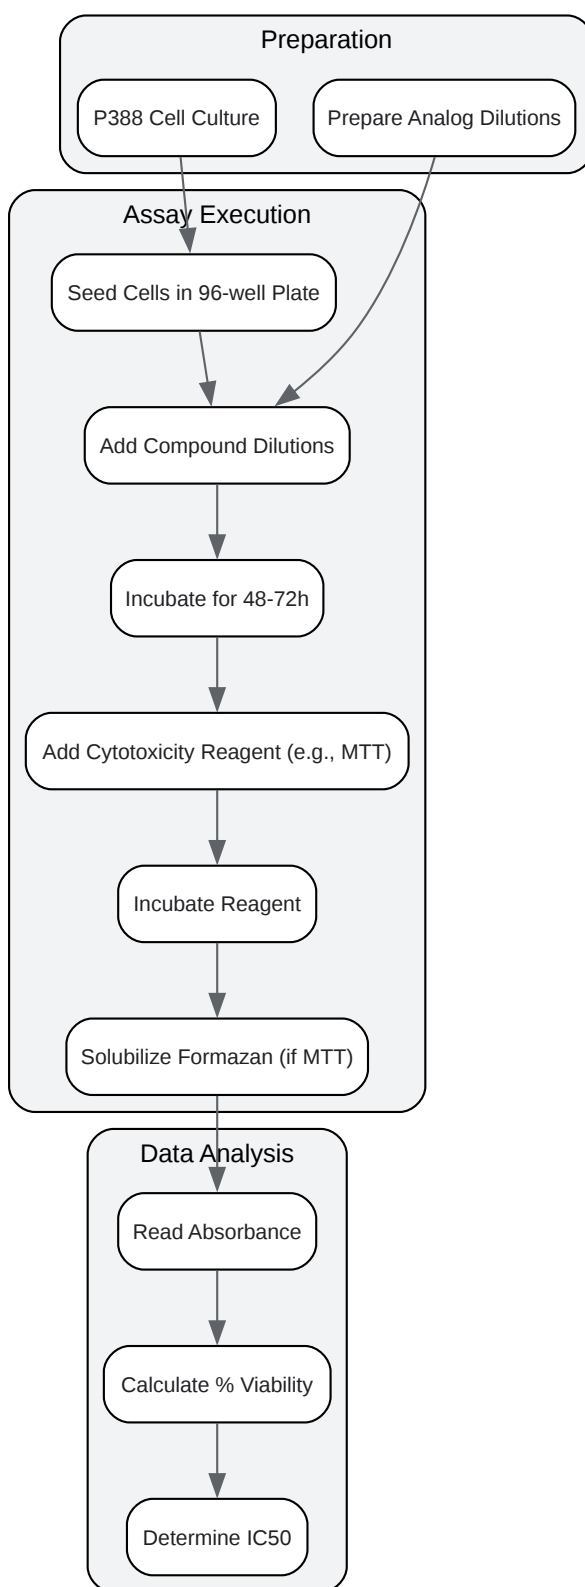 Preparation
P388 Cell Culture
Prepare Analog Dilutions
Assay Execution
Seed Cells in 96-well Plate
Add Compound Dilutions
Incubate for 48-72h
Add Cytotoxicity Reagent (e.g., MTT)
Incubate Reagent
Solubilize Formazan (if MTT)
Data Analysis
Read Absorbance
Calculate % Viability
Determine IC50